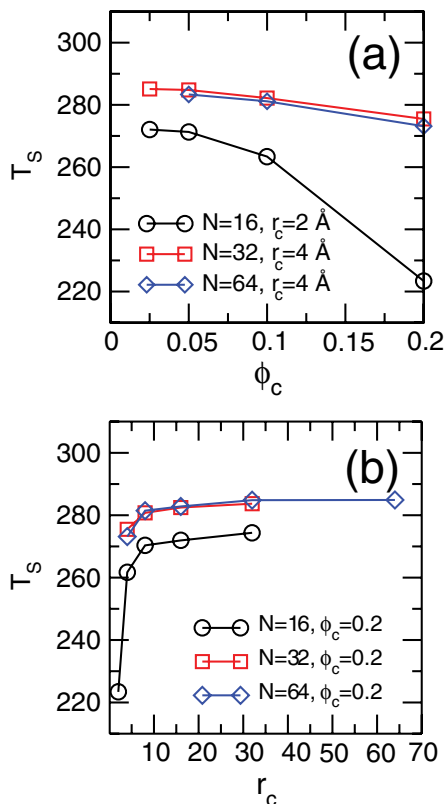 (a)
300
280
260
240
220
T_S
N=16, r_c=2 Å
N=32, r_c=4 Å
N=64, r_c=4 Å
0 0.05 0.1 0.15 0.2
ϕ_c
(b)
300
280
260
240
220
T_S
N=16, ϕ_c=0.2
N=32, ϕ_c=0.2
N=64, ϕ_c=0.2
10 20 30 40 50 60 70
r_c